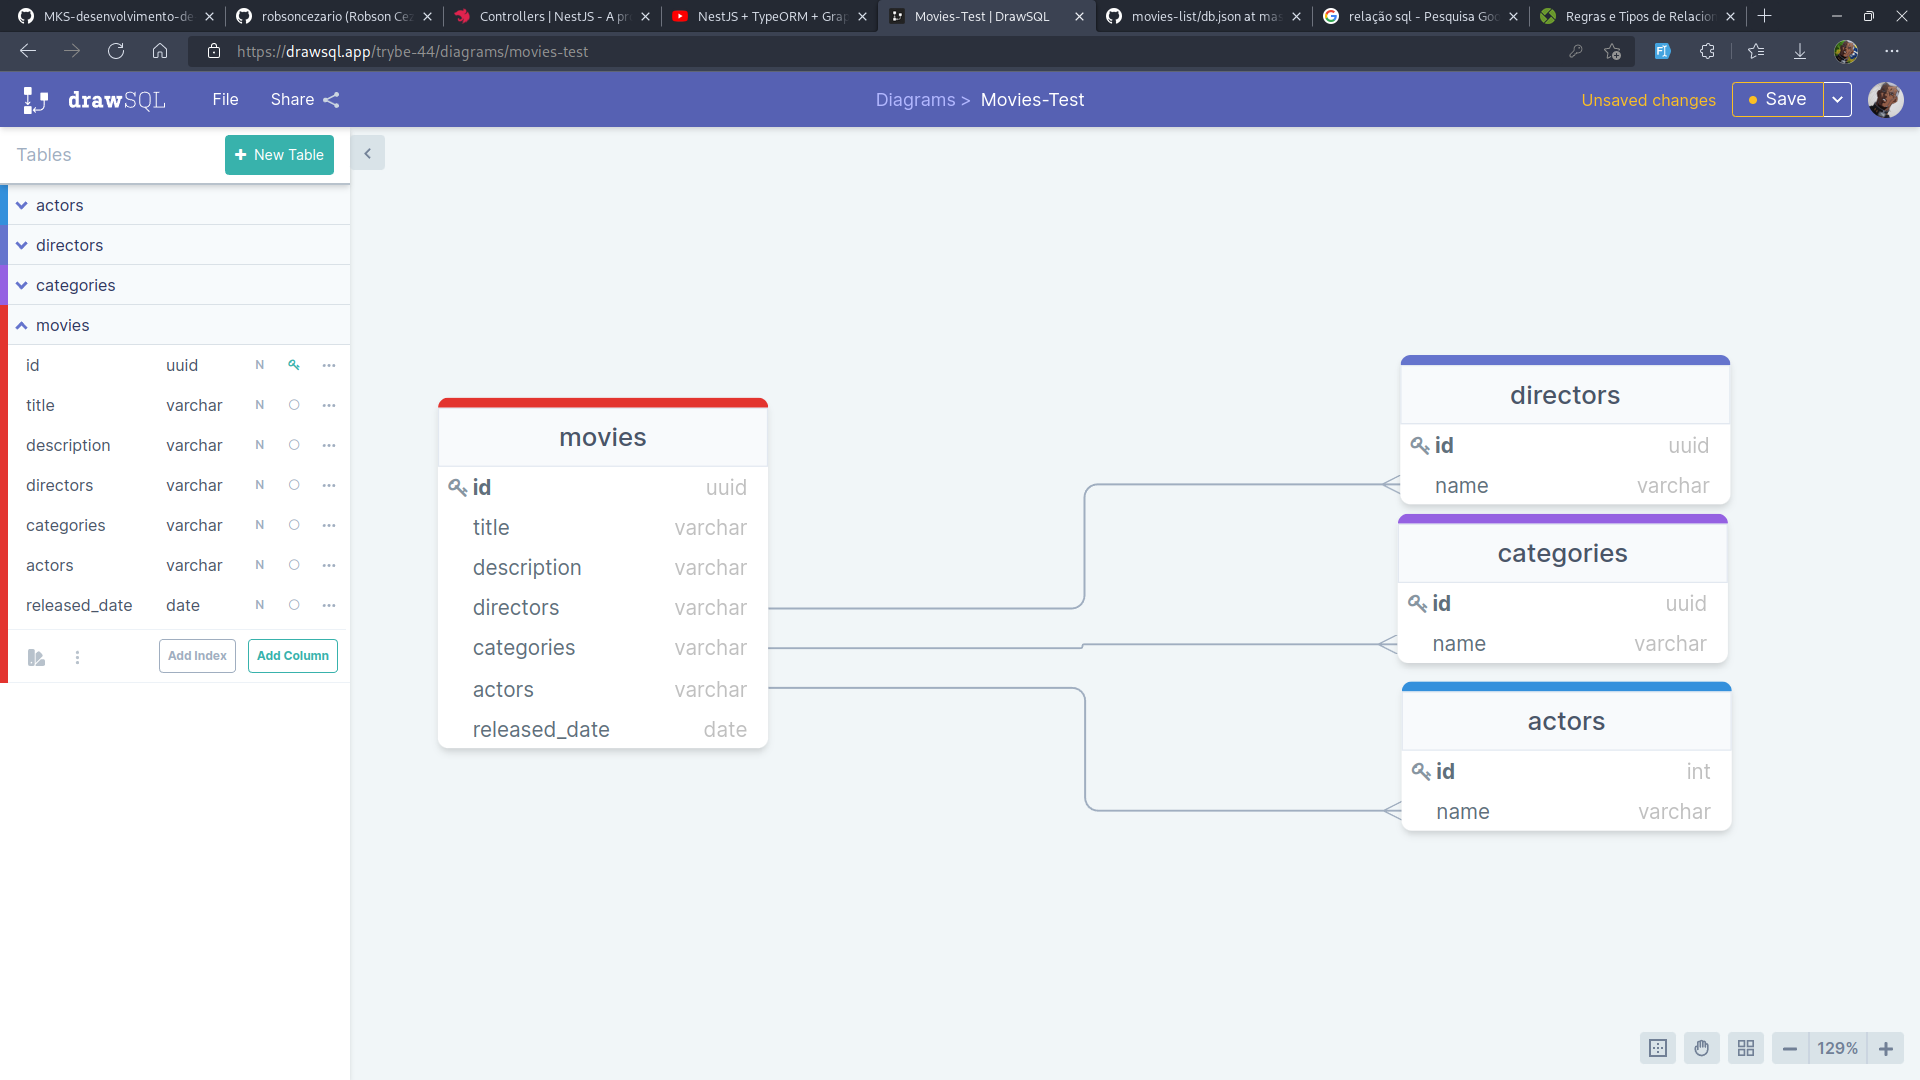 MKS-desenvolvimento-de
robsoncezario (Robson Cez
Controllers | NestJS - A pr
NestJS + TypeORM + Grap
Movies-Test | DrawSQL
movies-list/db.json at mas
relação sql - Pesquisa Goo
Regras e Tipos de Relacion
https://drawsql.app/trybe-44/diagrams/movies-test
drawSQL
File
Share
Diagrams > Movies-Test
Unsaved changes
Save
Tables
New Table
actors
directors
categories
movies
id uuid N
title varchar N
description varchar N
directors varchar N
categories varchar N
actors varchar N
released_date date N
Add Index
Add Column
movies
id uuid
title varchar
description varchar
directors varchar
categories varchar
actors varchar
released_date date
directors
id uuid
name varchar
categories
id uuid
name varchar
actors
id int
name varchar
129%